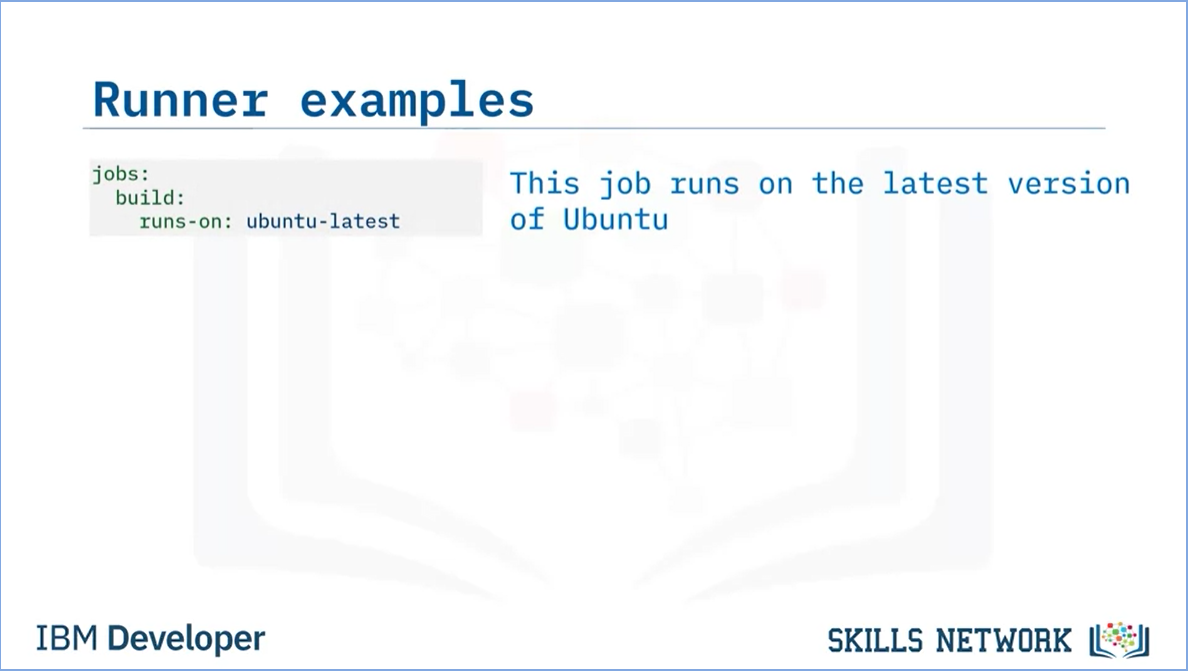 Runner examples
jobs:
  build:
    runs-on: ubuntu-latest
This job runs on the latest version
of Ubuntu
IBM Developer
SKILLS NETWORK